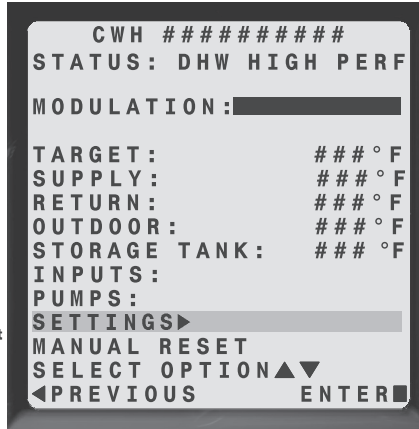 CWH ##########
STATUS: DHW HIGH PERF
MODULATION:
TARGET: ###°F
SUPPLY: ###°F
RETURN: ###°F
OUTDOOR: ###°F
STORAGE TANK: ### °F
INPUTS:
PUMPS:
SETTINGS▶
MANUAL RESET
SELECT OPTION▲▼
◀PREVIOUS ENTER■